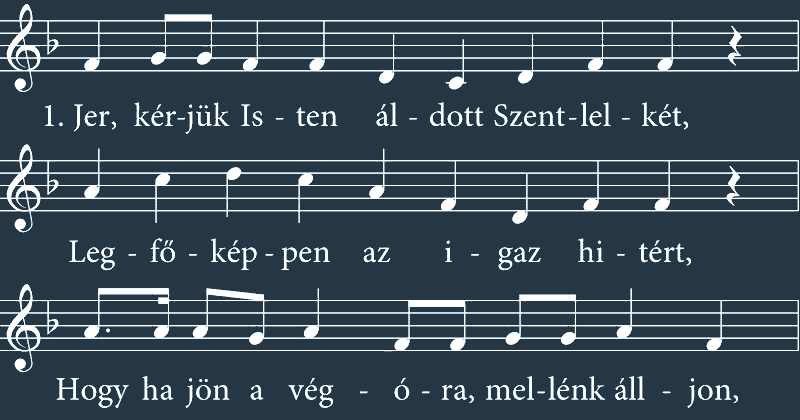 1. Jer, kér-jük Is - ten ál - dott Szent-lel - két,
Leg - fő - kép - pen az i - gaz hi - tért,
Hogy ha jön a vég - ó - ra, mel-lénk áll - jon,